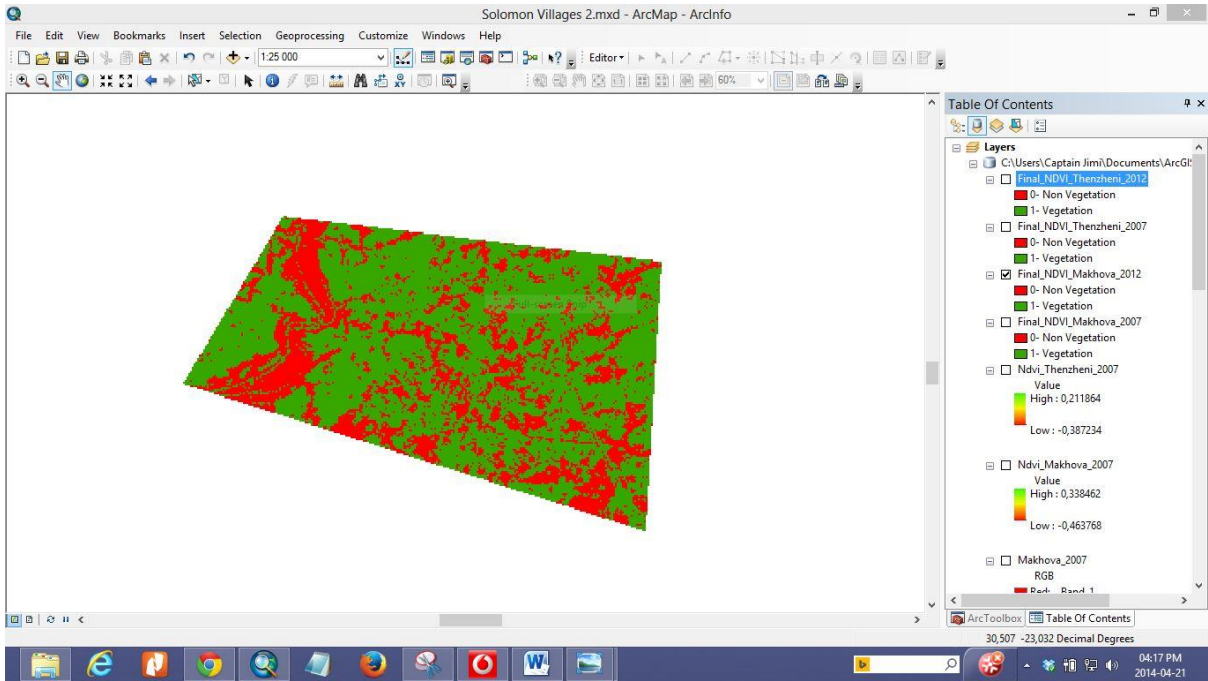 Solomon Villages 2.mxd - ArcMap - ArcInfo
File Edit View Bookmarks Insert Selection Geoprocessing Customize Windows Help
1:25 000
Editor
60%
Table Of Contents
Layers
C:\Users\Captain Jimi\Documents\ArcGI
Final_NDVI_Thenzheni_2012
0- Non Vegetation
1- Vegetation
Final_NDVI_Thenzheni_2007
0- Non Vegetation
1- Vegetation
Final_NDVI_Makhova_2012
0- Non Vegetation
1- Vegetation
Final_NDVI_Makhova_2007
0- Non Vegetation
1- Vegetation
Ndvi_Thenzheni_2007
Value
High : 0,211864
Low : -0,387234
Ndvi_Makhova_2007
Value
High : 0,338462
Low : -0,463768
Makhova_2007
RGB
Red: Band_1
ArcToolbox Table Of Contents
30,507 -23,032 Decimal Degrees
04:17 PM
2014-04-21